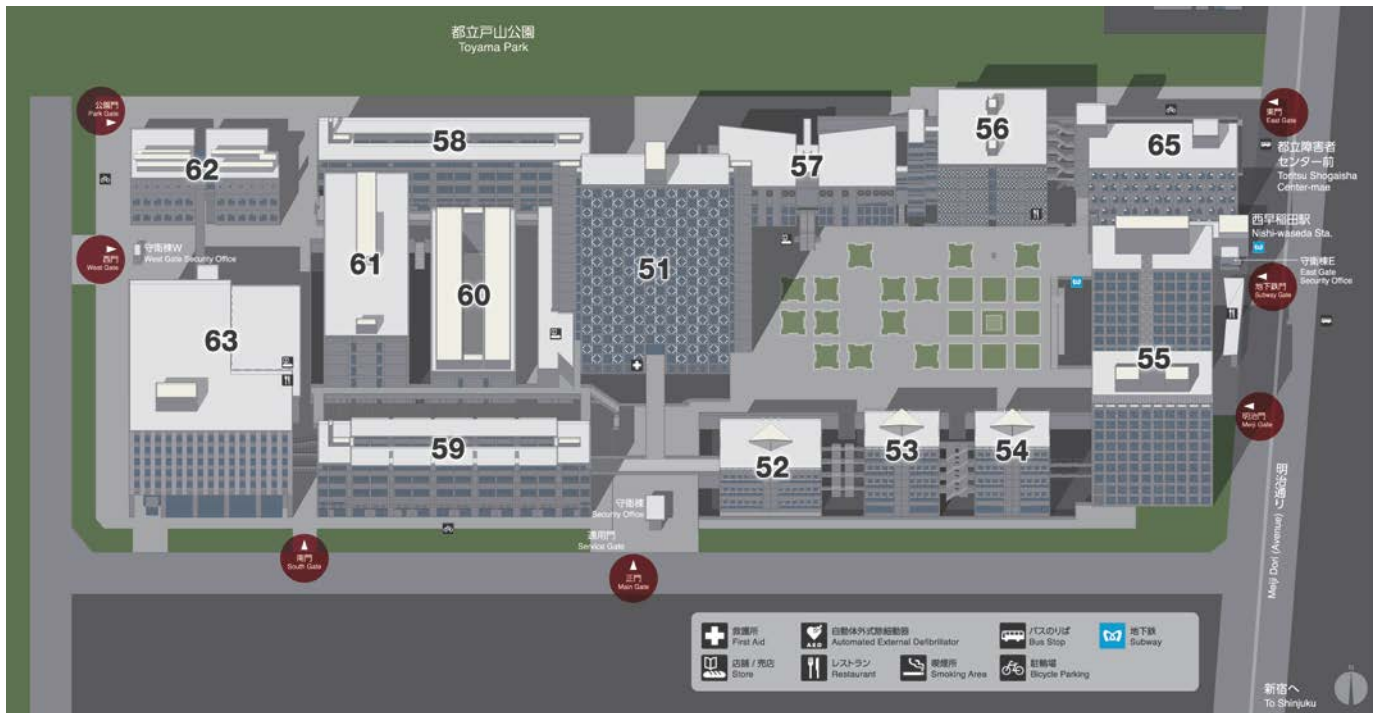 都立戸山公園
Toyama Park
公園門
Park Gate
東門
East Gate
58
56
65
62
57
都立障害者
センター前
Toritsu Shogaisha
Center-mae
西早稲田駅
Nishi-waseda Sta.
守衛棟W
West Gate Security Office
西門
West Gate
61
60
51
守衛棟E
East Gate
Security Office
地下鉄門
Subway Gate
63
55
明治門
Meiji Gate
59
52
53
54
守衛棟
Security Office
通用門
Service Gate
南門
South Gate
正門
Main Gate
明治通り
Meiji Dori (Avenue)
救護所
First Aid
AED
自動体外式除細動器
Automated External Defibrillator
バスのりば
Bus Stop
地下鉄
Subway
店舗 / 売店
Store
レストラン
Restaurant
喫煙所
Smoking Area
駐輪場
Bicycle Parking
新宿へ
To Shinjuku
N